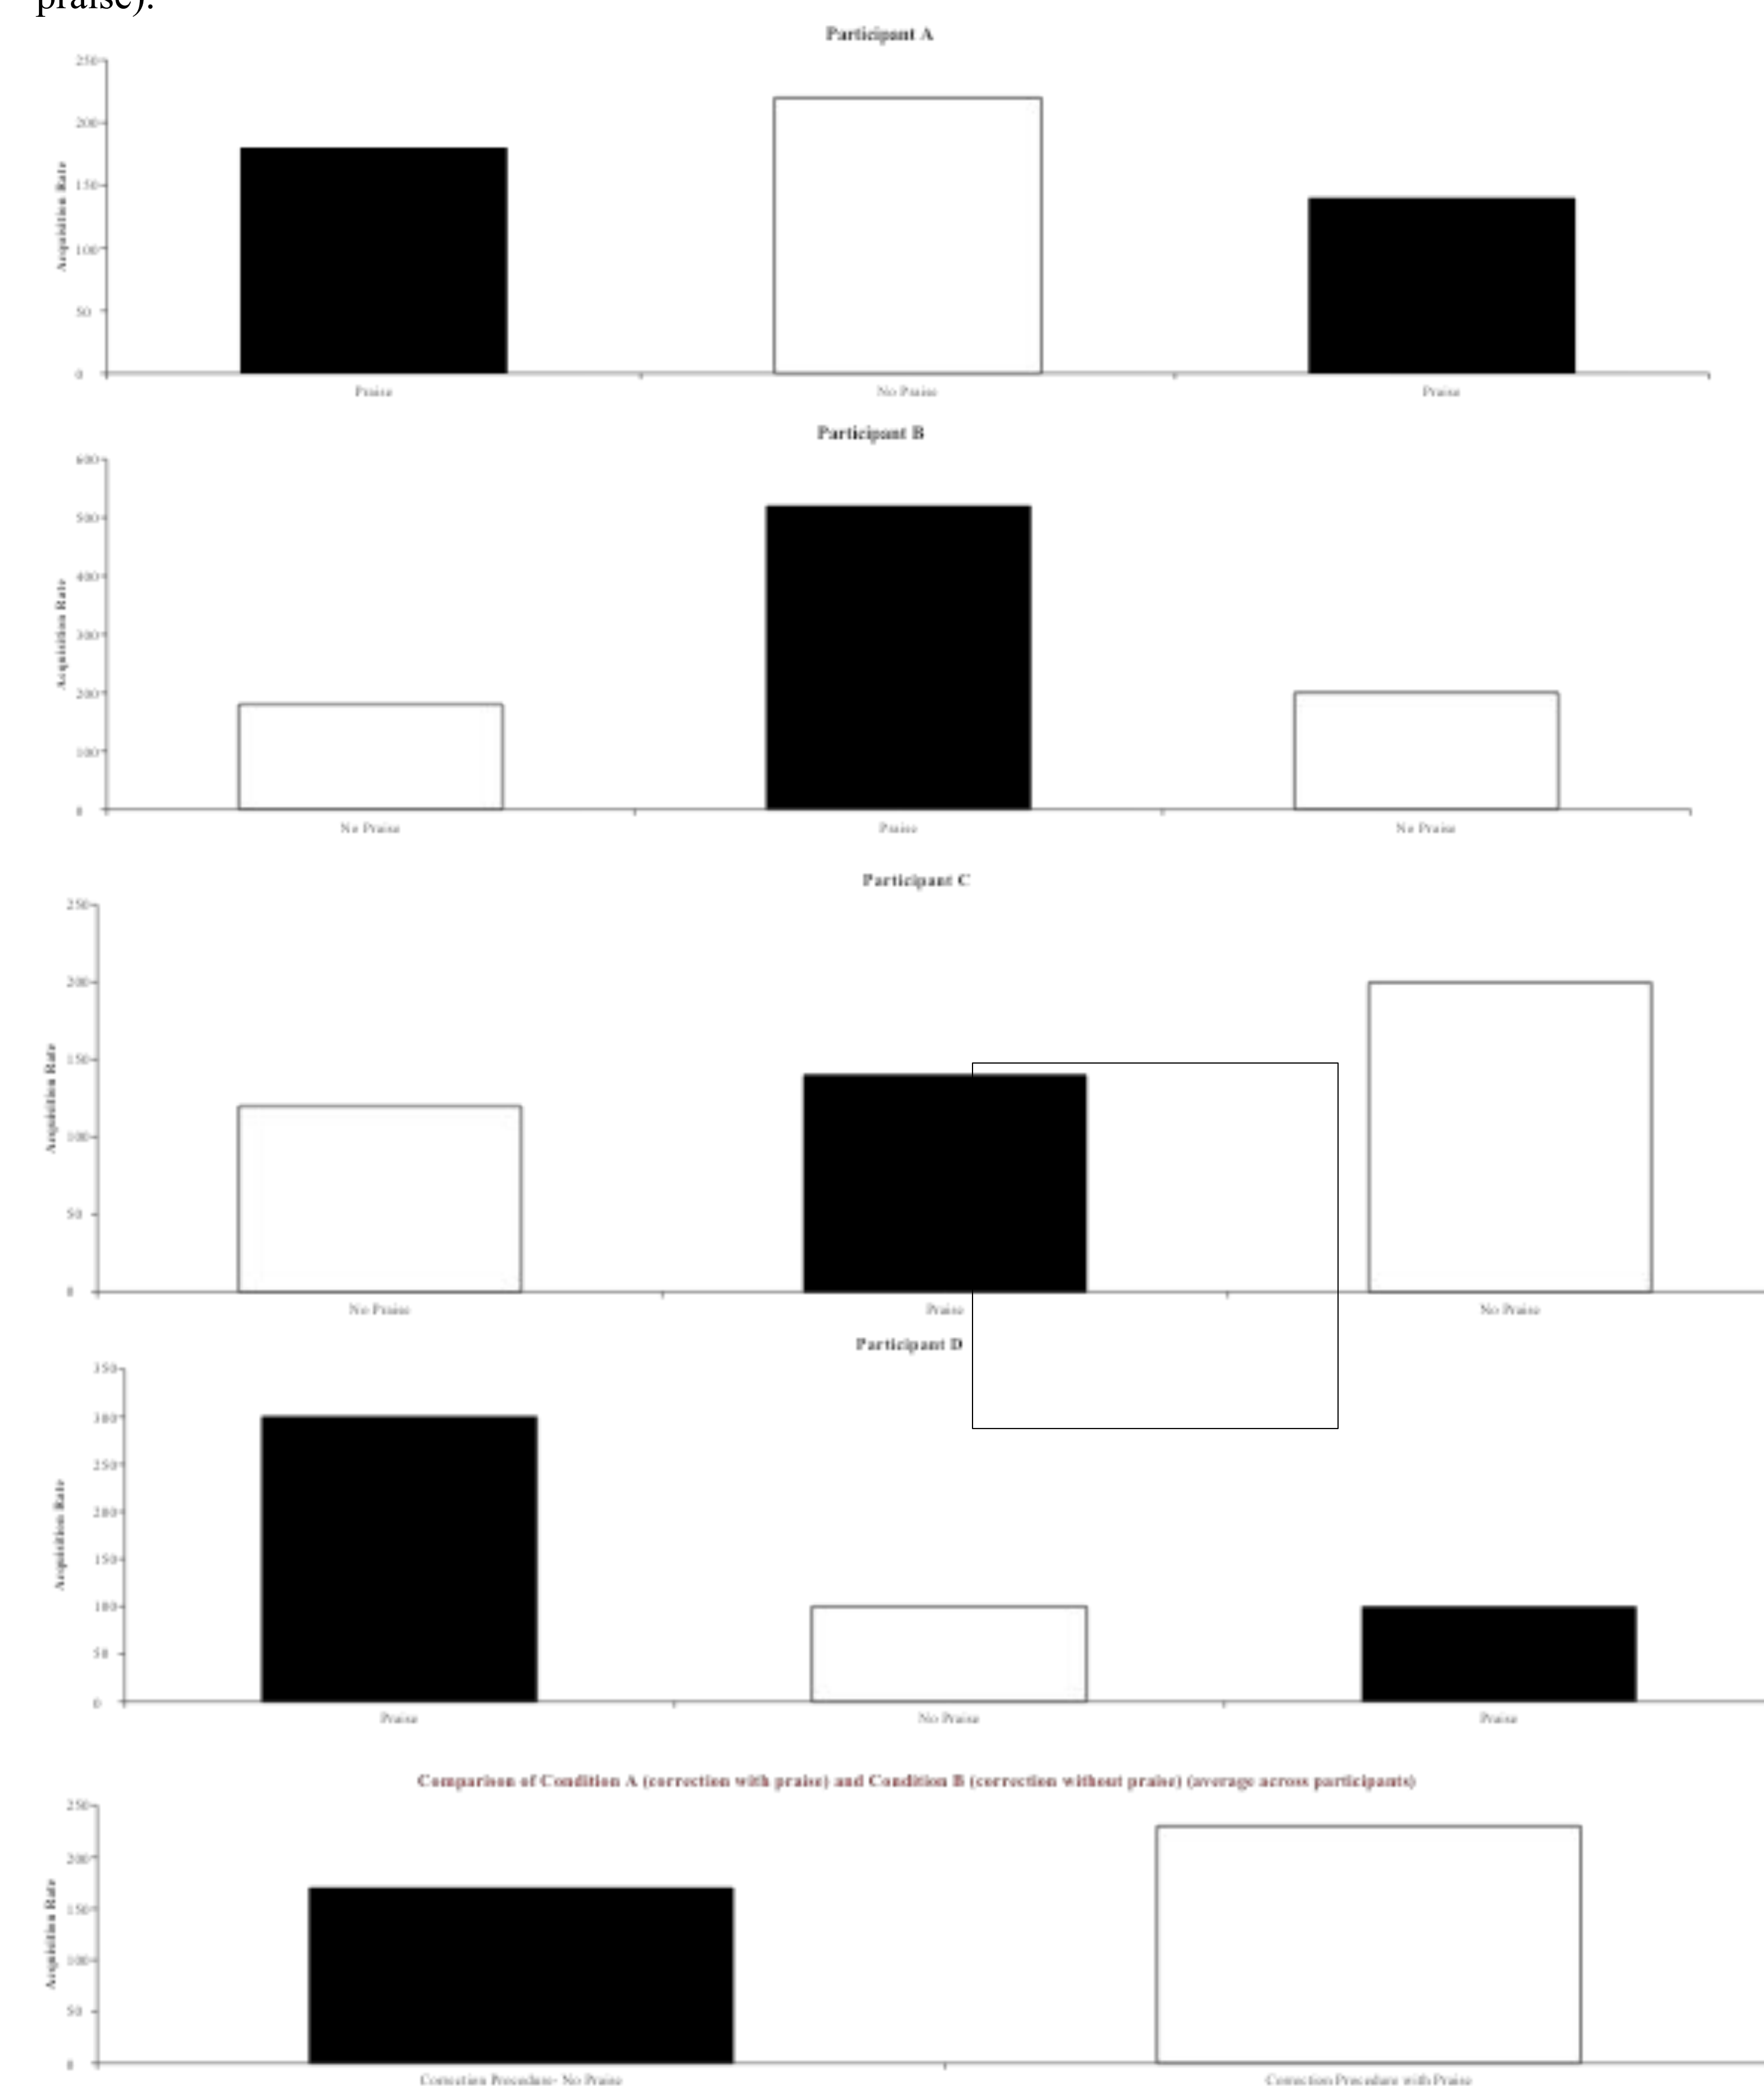 praise).
Participant A
250
200
150
100
50
0
Acquisition Rate
Praise
No Praise
Praise
Participant B
600
500
400
300
200
100
0
Acquisition Rate
No Praise
Praise
No Praise
Participant C
250
200
150
100
50
0
Acquisition Rate
No Praise
Praise
No Praise
Participant D
350
300
250
200
150
100
50
0
Acquisition Rate
Praise
No Praise
Praise
Comparison of Condition A (correction with praise) and Condition B (correction without praise) (average across participants)
250
200
150
100
50
0
Acquisition Rate
Correction Procedure- No Praise
Correction Procedure with Praise